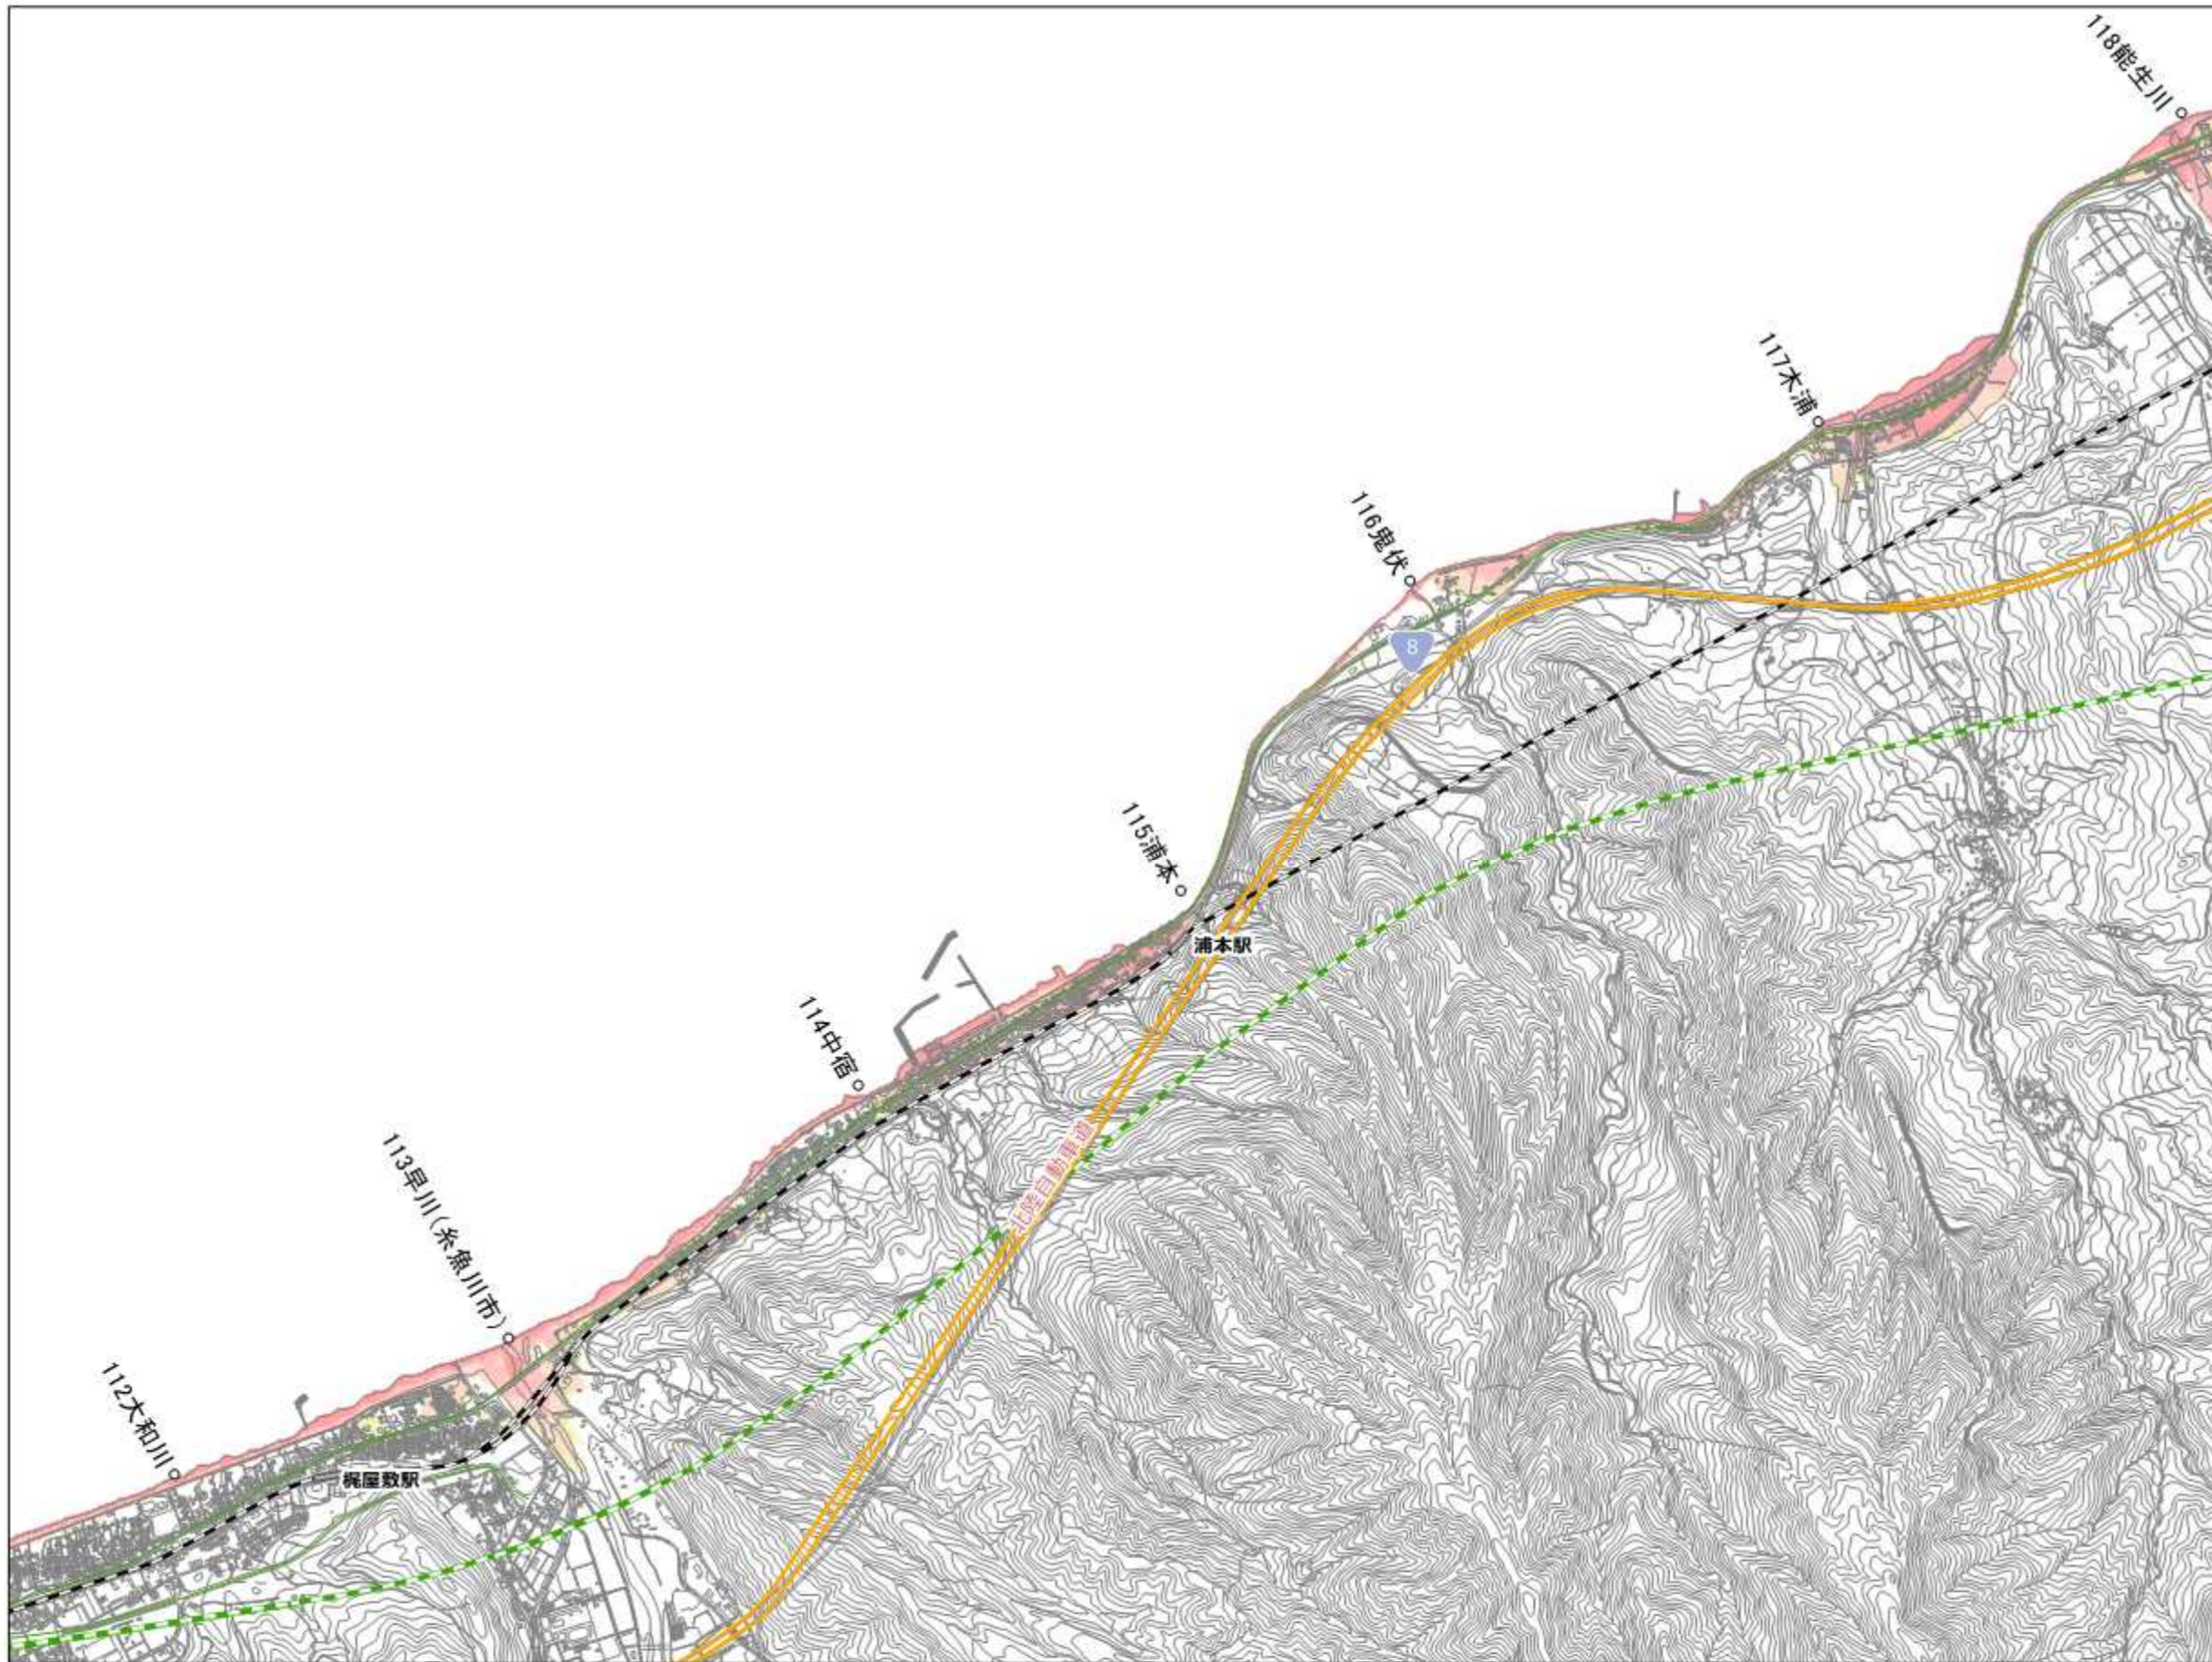 118能生川
117木浦
116鬼伏
8
115浦本
浦本駅
114中宿
北陸自動車道
113早川(糸魚川市)
112大和川
梶屋敷駅